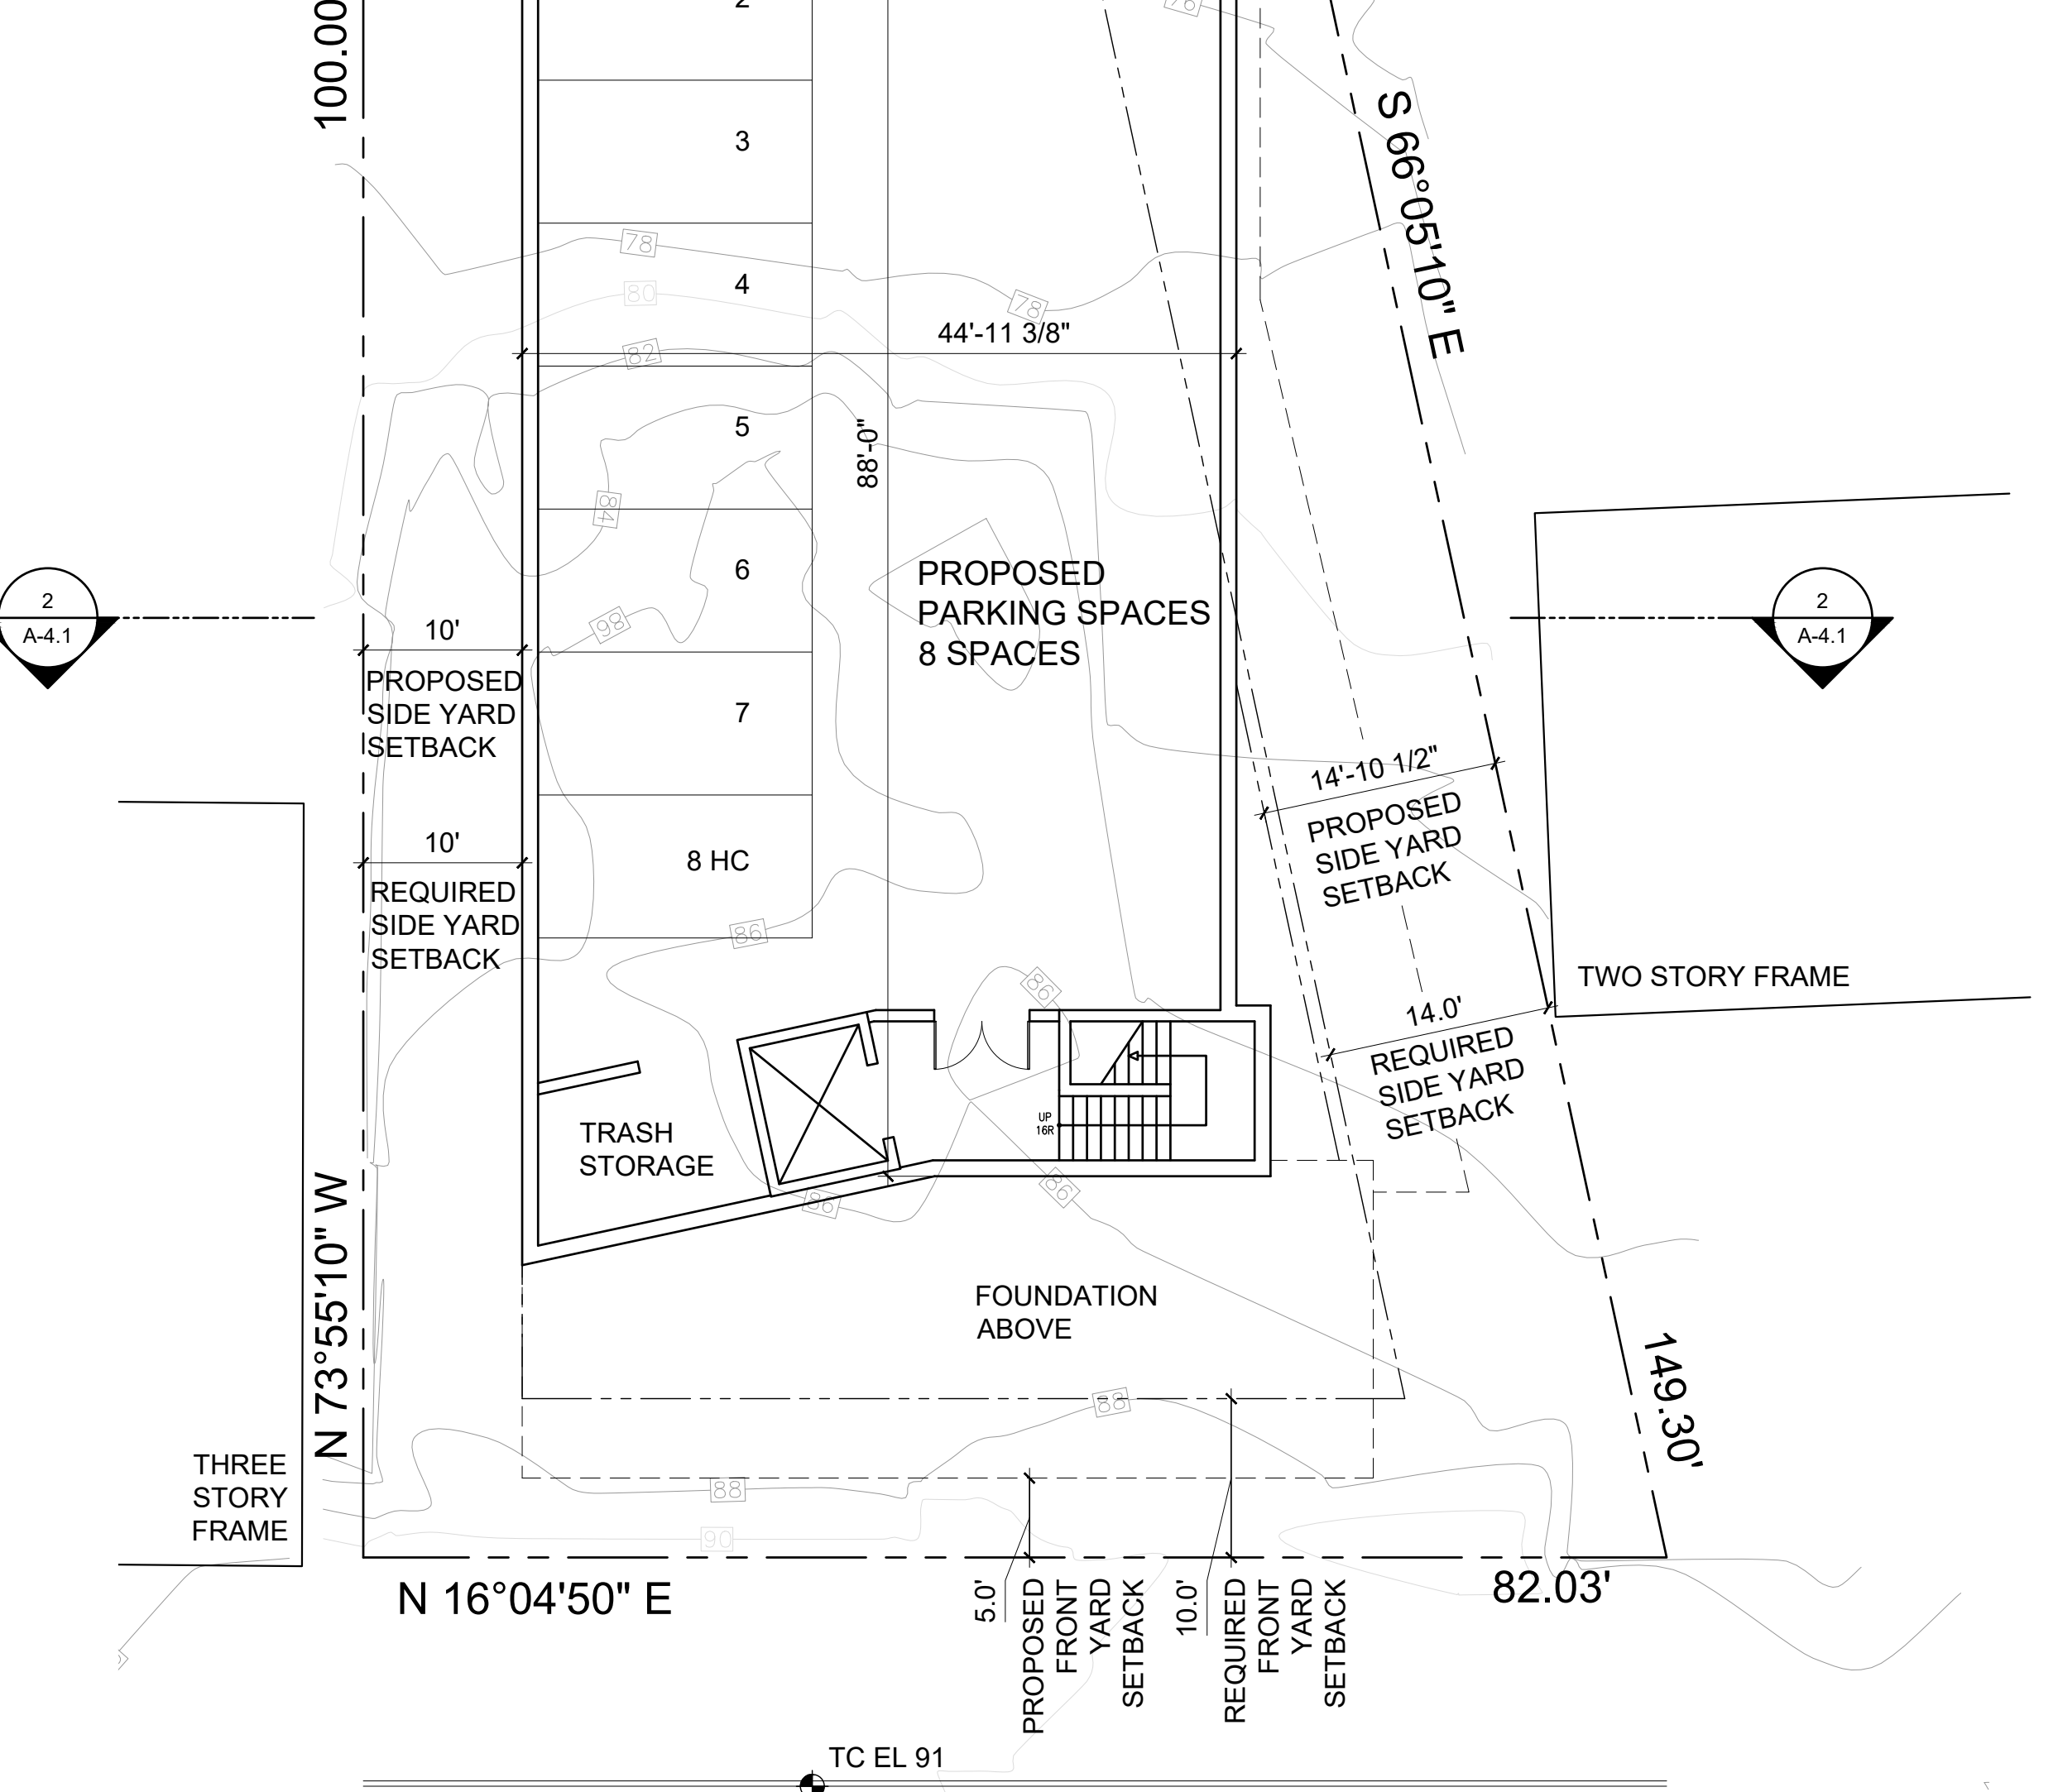 100.00
2
76
3
S 66°05'10" E
78
4
80
78
44'-11 3/8"
82
5
88'-0"
84
6
PROPOSED
PARKING SPACES
8 SPACES
2
A-4.1
2
A-4.1
86
10'
PROPOSED
SIDE YARD
SETBACK
7
14'-10 1/2"
PROPOSED
SIDE YARD
SETBACK
10'
REQUIRED
SIDE YARD
SETBACK
8 HC
86
86
TWO STORY FRAME
14.0'
REQUIRED
SIDE YARD
SETBACK
UP
16R
TRASH
STORAGE
86
86
N 73°55'10" W
FOUNDATION
ABOVE
149.30'
88
THREE
STORY
FRAME
88
90
N 16°04'50" E
82.03'
5.0'
PROPOSED
FRONT
YARD
SETBACK
10.0'
REQUIRED
FRONT
YARD
SETBACK
TC EL 91